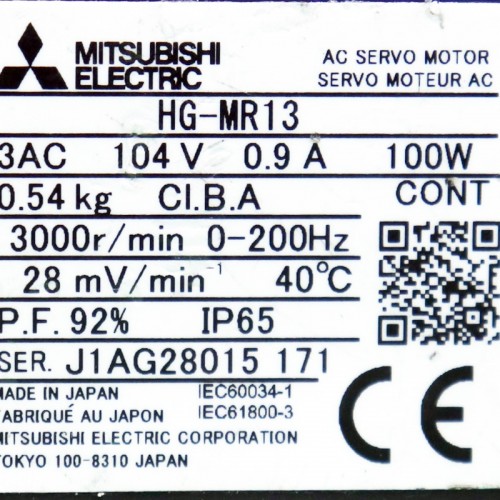 MITSUBISHI
ELECTRIC
AC SERVO MOTOR
SERVO MOTEUR AC
HG-MR13
3AC 104 V 0.9 A 100W
0.54 kg Cl.B.A CONT
3000r/min 0-200Hz
28 mV/min⁻¹ 40℃
P.F. 92% IP65
SER. J1AG28015 171
MADE IN JAPAN IEC60034-1
FABRIQUÉ AU JAPON IEC61800-3
MITSUBISHI ELECTRIC CORPORATION
TOKYO 100-8310 JAPAN
CE